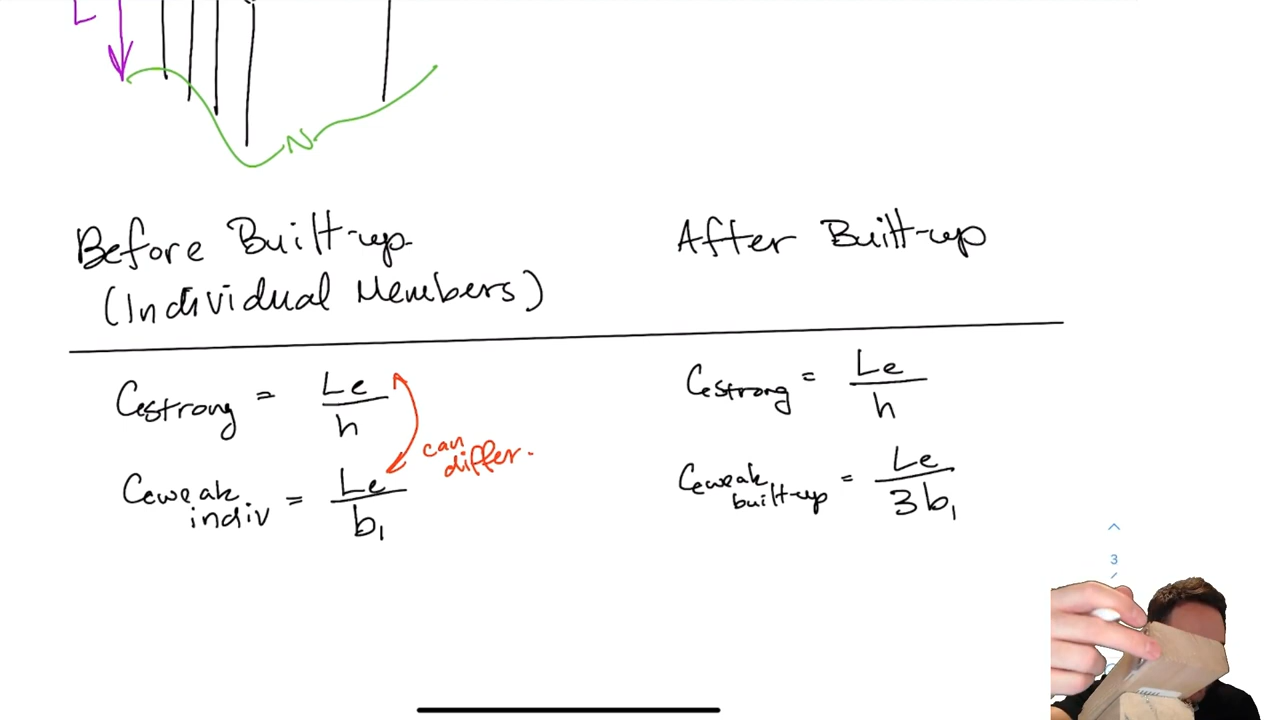 L
N
Before Built-up
(Individual Members)
After Built-up
Cestrong = Le / h
can differ.
Ceweak indiv = Le / b1
Cestrong = Le / h
Ceweak built-up = Le / 3b1
3